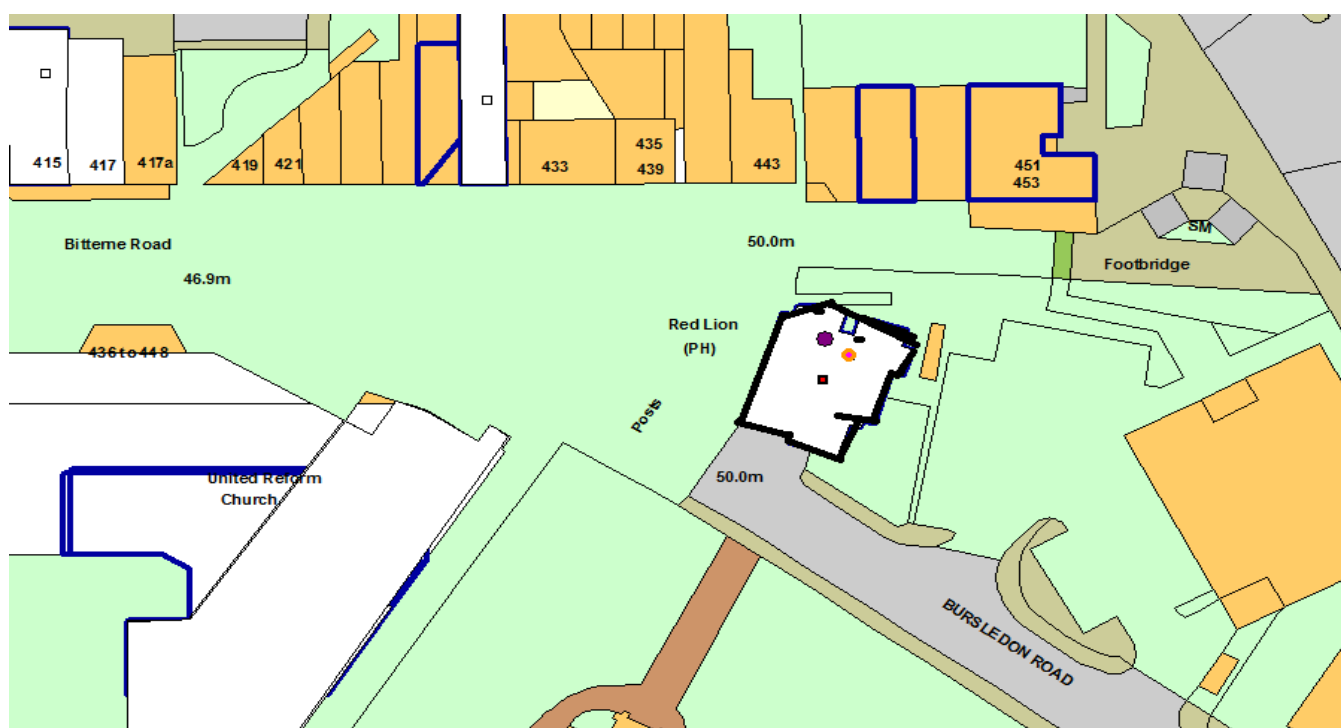 415
417
417a
419
421
433
435
439
443
451
453
SM
Bitterne Road
50.0m
Footbridge
46.9m
Red Lion
(PH)
436 to 448
Posts
50.0m
United Reform
Church
BURSLEDON ROAD